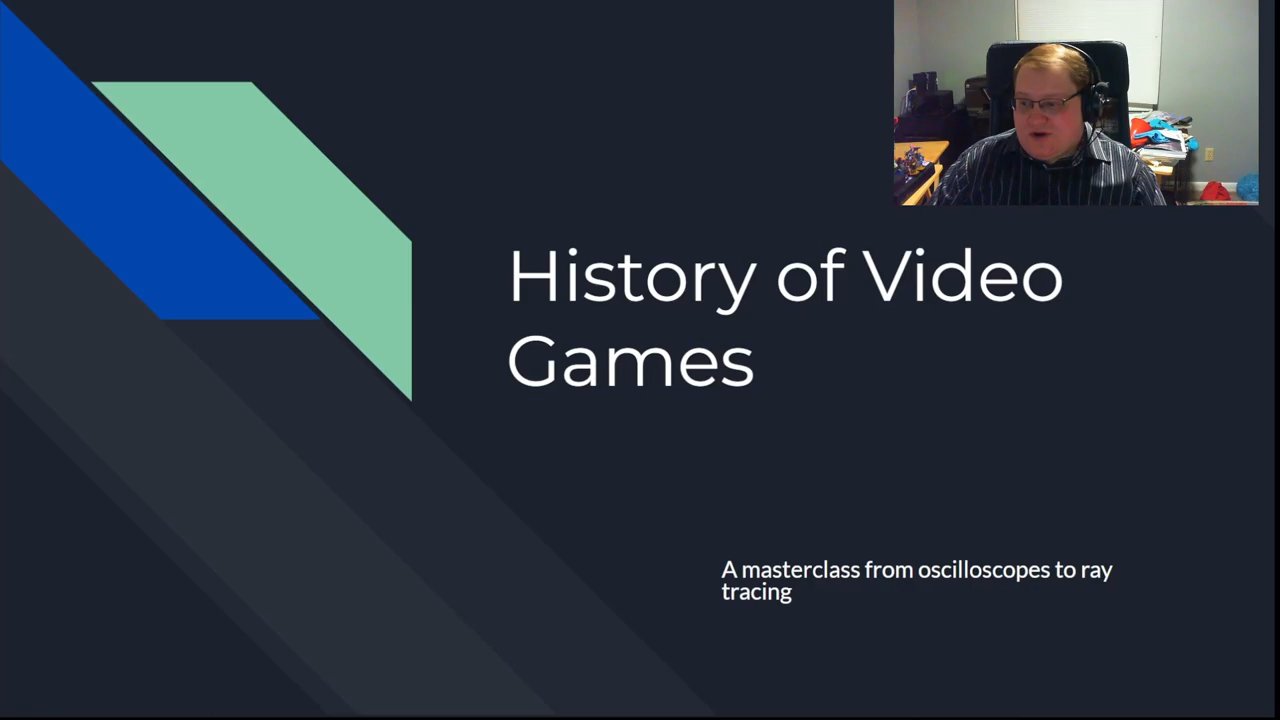 History of Video
Games
A masterclass from oscilloscopes to ray
tracing